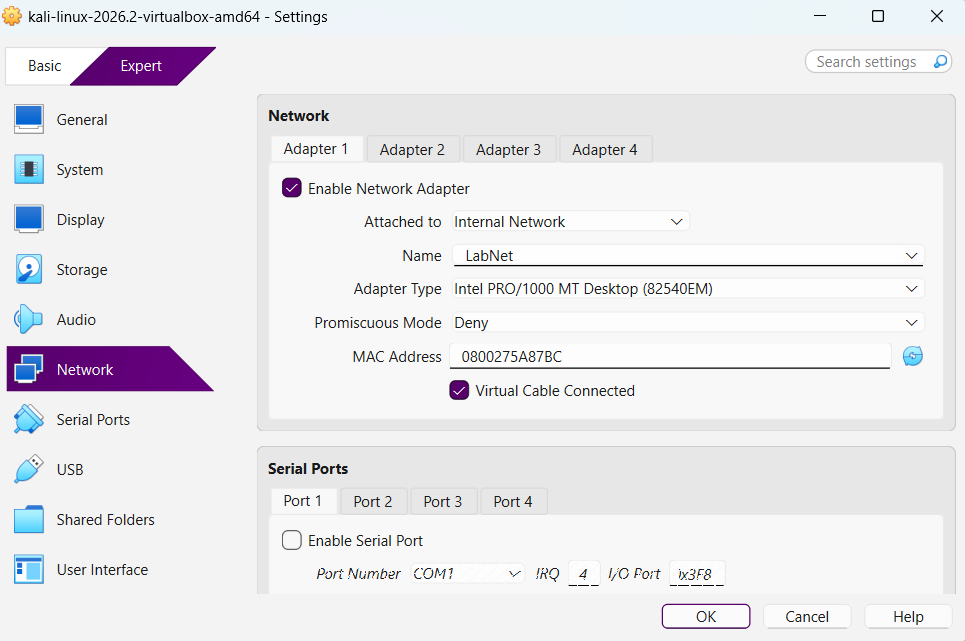 kali-linux-2026.2-virtualbox-amd64 - Settings
Basic Expert Search settings
General
System
Display
Storage
Audio
Network
Serial Ports
USB
Shared Folders
User Interface
Network
Adapter 1 Adapter 2 Adapter 3 Adapter 4
Enable Network Adapter
Attached to Internal Network
Name LabNet
Adapter Type Intel PRO/1000 MT Desktop (82540EM)
Promiscuous Mode Deny
MAC Address 0800275A87BC
Virtual Cable Connected
Serial Ports
Port 1 Port 2 Port 3 Port 4
Enable Serial Port
Port Number COM1 IRQ 4 I/O Port 0x3F8
OK Cancel Help